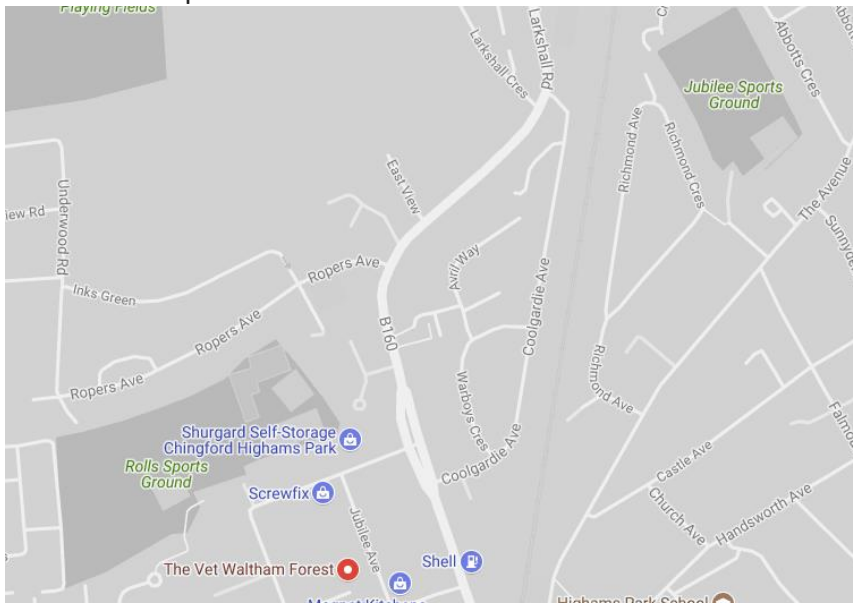 Playing Fields
Larkshall Rd
Larkshall Cres
Abbotts Cres
Jubilee Sports
Ground
Richmond Ave
Richmond Cres
The Avenue
East View
Underwood Rd
iew Rd
Avril Way
Ropers Ave
Inks Green
Coolgardie Ave
B160
Ropers Ave
Richmond Ave
Ropers Ave
Warboys Cres
Shurgard Self-Storage
Chingford Highams Park
Coolgardie Ave
Castle Ave
Rolls Sports
Ground
Screwfix
Church Ave
Handsworth Ave
Jubilee Ave
The Vet Waltham Forest
Shell
Magnet Kitchens
Highams Park School